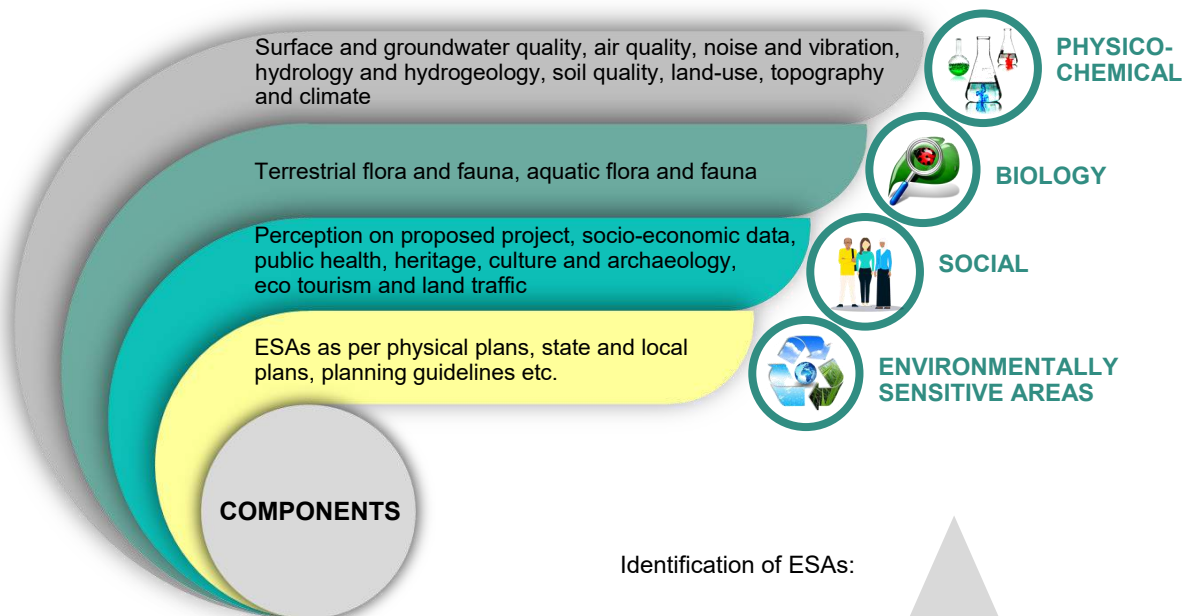 Surface and groundwater quality, air quality, noise and vibration,
hydrology and hydrogeology, soil quality, land-use, topography
and climate
PHYSICO-
CHEMICAL
Terrestrial flora and fauna, aquatic flora and fauna
BIOLOGY
Perception on proposed project, socio-economic data,
public health, heritage, culture and archaeology,
eco tourism and land traffic
SOCIAL
ESAs as per physical plans, state and local
plans, planning guidelines etc.
ENVIRONMENTALLY
SENSITIVE AREAS
COMPONENTS
Identification of ESAs: